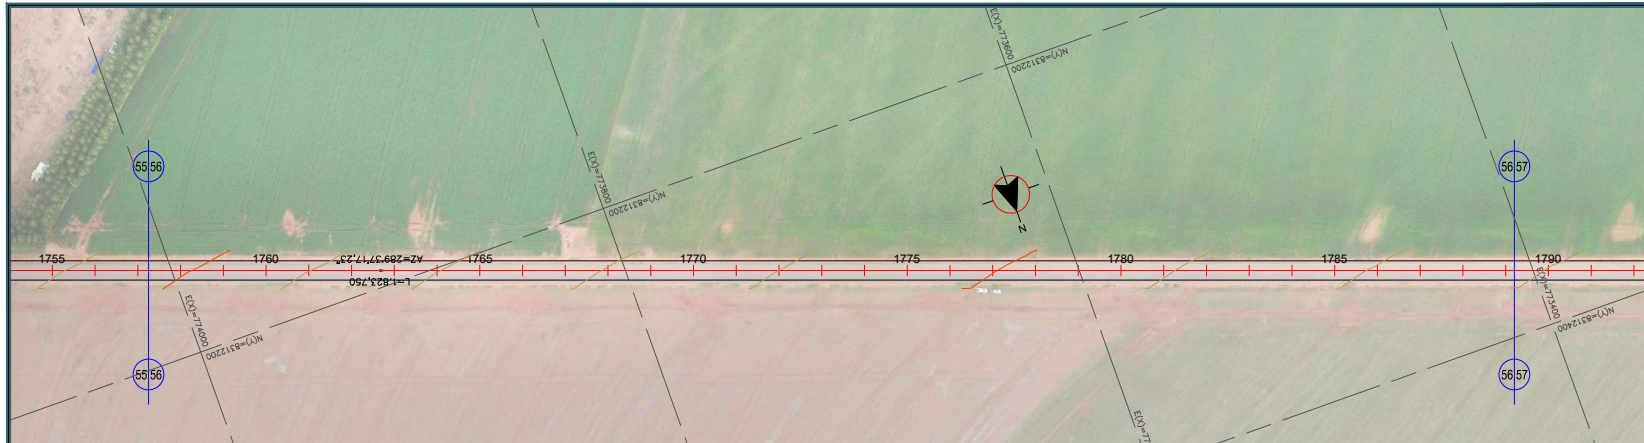 E(X)=773600
N(Y)=8312200
55 56
56 57
E(X)=773800
N(Y)=8312200
N
1755
1760
AZ=289°37'17,23"
1765
1770
1775
1780
1785
1790
L=1.823,750
E(X)=774000
N(Y)=8312200
E(X)=773400
N(Y)=8312400
55 56
56 57
E(X)=77